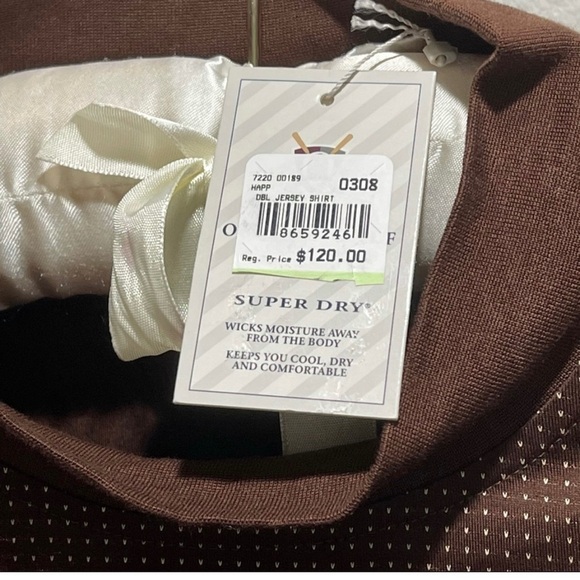 7220 00189
HAPP
0308
DBL JERSEY SHIRT
8659246
Reg. Price $120.00
SUPER DRY®
WICKS MOISTURE AWAY
FROM THE BODY
KEEPS YOU COOL, DRY
AND COMFORTABLE